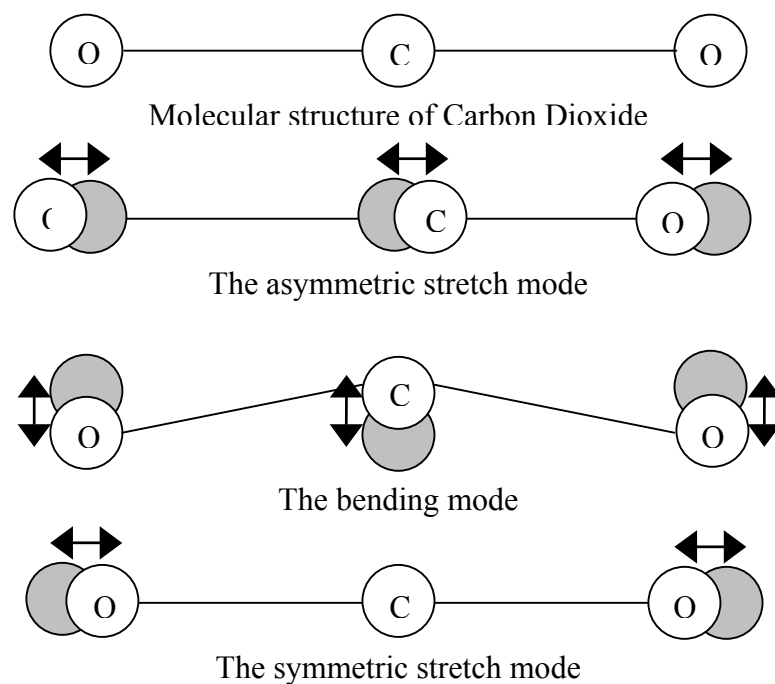 O C O
Molecular structure of Carbon Dioxide
C O
The asymmetric stretch mode
O C O
The bending mode
O C O
The symmetric stretch mode